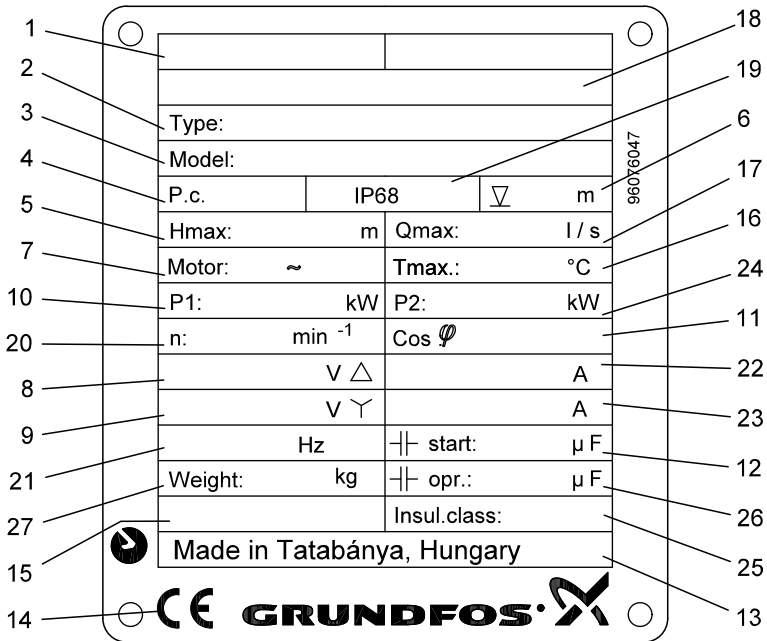 1
18
2
19
Type:
3
6
Model:
4
P.c. IP68 m
96076047
17
5
Hmax: m Qmax: l / s
16
7
Motor: ~ Tmax.: °C
24
10
P1: kW P2: kW
11
20
n: min -1 Cos φ
22
8
V △ A
23
9
V Y A
12
21
Hz start: µ F
26
27
Weight: kg opr.: µ F
25
15
Insul.class:
Made in Tatabánya, Hungary
13
14
CE GRUNDFOS